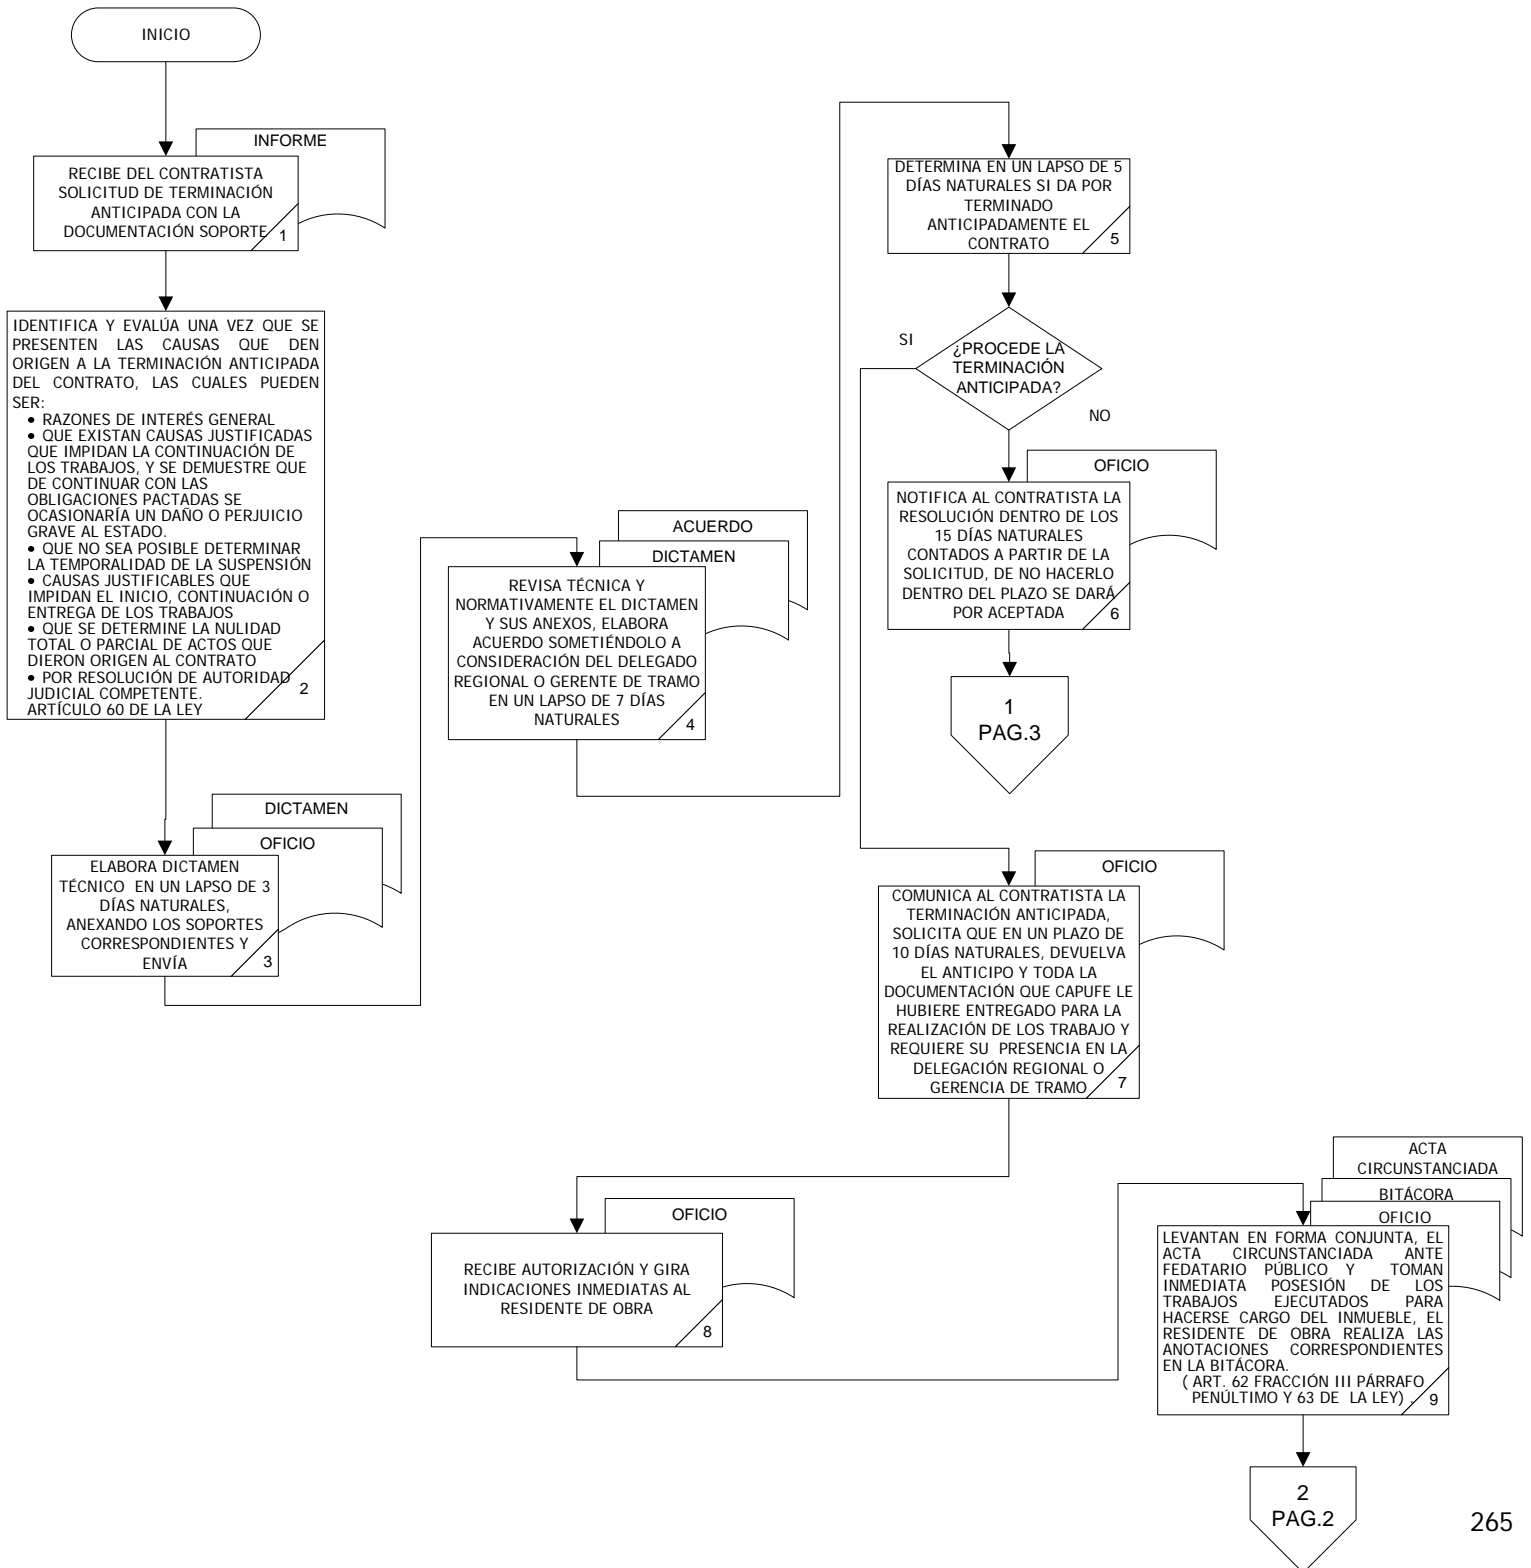 INICIO
INFORME
RECIBE DEL CONTRATISTA
SOLICITUD DE TERMINACIÓN
ANTICIPADA CON LA
DOCUMENTACIÓN SOPORTE
1
IDENTIFICA Y EVALÚA UNA VEZ QUE SE
PRESENTEN LAS CAUSAS QUE DEN
ORIGEN A LA TERMINACIÓN ANTICIPADA
DEL CONTRATO, LAS CUALES PUEDEN
SER:
• RAZONES DE INTERÉS GENERAL
• QUE EXISTAN CAUSAS JUSTIFICADAS
QUE IMPIDAN LA CONTINUACIÓN DE
LOS TRABAJOS, Y SE DEMUESTRE QUE
DE CONTINUAR CON LAS
OBLIGACIONES PACTADAS SE
OCASIONARÍA UN DAÑO O PERJUICIO
GRAVE AL ESTADO.
• QUE NO SEA POSIBLE DETERMINAR
LA TEMPORALIDAD DE LA SUSPENSIÓN
• CAUSAS JUSTIFICABLES QUE
IMPIDAN EL INICIO, CONTINUACIÓN O
ENTREGA DE LOS TRABAJOS
• QUE SE DETERMINE LA NULIDAD
TOTAL O PARCIAL DE ACTOS QUE
DIERON ORIGEN AL CONTRATO
• POR RESOLUCIÓN DE AUTORIDAD
JUDICIAL COMPETENTE.
ARTÍCULO 60 DE LA LEY
2
DICTAMEN
OFICIO
ELABORA DICTAMEN
TÉCNICO EN UN LAPSO DE 3
DÍAS NATURALES,
ANEXANDO LOS SOPORTES
CORRESPONDIENTES Y
ENVÍA
3
ACUERDO
DICTAMEN
REVISA TÉCNICA Y
NORMATIVAMENTE EL DICTAMEN
Y SUS ANEXOS, ELABORA
ACUERDO SOMETIÉNDOLO A
CONSIDERACIÓN DEL DELEGADO
REGIONAL O GERENTE DE TRAMO
EN UN LAPSO DE 7 DÍAS
NATURALES
4
DETERMINA EN UN LAPSO DE 5
DÍAS NATURALES SI DA POR
TERMINADO
ANTICIPADAMENTE EL
CONTRATO
5
SI
¿PROCEDE LA
TERMINACIÓN
ANTICIPADA?
NO
OFICIO
NOTIFICA AL CONTRATISTA LA
RESOLUCIÓN DENTRO DE LOS
15 DÍAS NATURALES
CONTADOS A PARTIR DE LA
SOLICITUD, DE NO HACERLO
DENTRO DEL PLAZO SE DARÁ
POR ACEPTADA
6
1
PAG.3
OFICIO
COMUNICA AL CONTRATISTA LA
TERMINACIÓN ANTICIPADA,
SOLICITA QUE EN UN PLAZO DE
10 DÍAS NATURALES, DEVUELVA
EL ANTICIPO Y TODA LA
DOCUMENTACIÓN QUE CAPUFE LE
HUBIERE ENTREGADO PARA LA
REALIZACIÓN DE LOS TRABAJO Y
REQUIERE SU PRESENCIA EN LA
DELEGACIÓN REGIONAL O
GERENCIA DE TRAMO
7
OFICIO
RECIBE AUTORIZACIÓN Y GIRA
INDICACIONES INMEDIATAS AL
RESIDENTE DE OBRA
8
ACTA
CIRCUNSTANCIADA
BITÁCORA
OFICIO
LEVANTAN EN FORMA CONJUNTA, EL
ACTA CIRCUNSTANCIADA ANTE
FEDATARIO PÚBLICO Y TOMAN
INMEDIATA POSESIÓN DE LOS
TRABAJOS EJECUTADOS PARA
HACERSE CARGO DEL INMUEBLE, EL
RESIDENTE DE OBRA REALIZA LAS
ANOTACIONES CORRESPONDIENTES
EN LA BITÁCORA.
( ART. 62 FRACCIÓN III PÁRRAFO
PENÚLTIMO Y 63 DE LA LEY) .
9
2
PAG.2
265